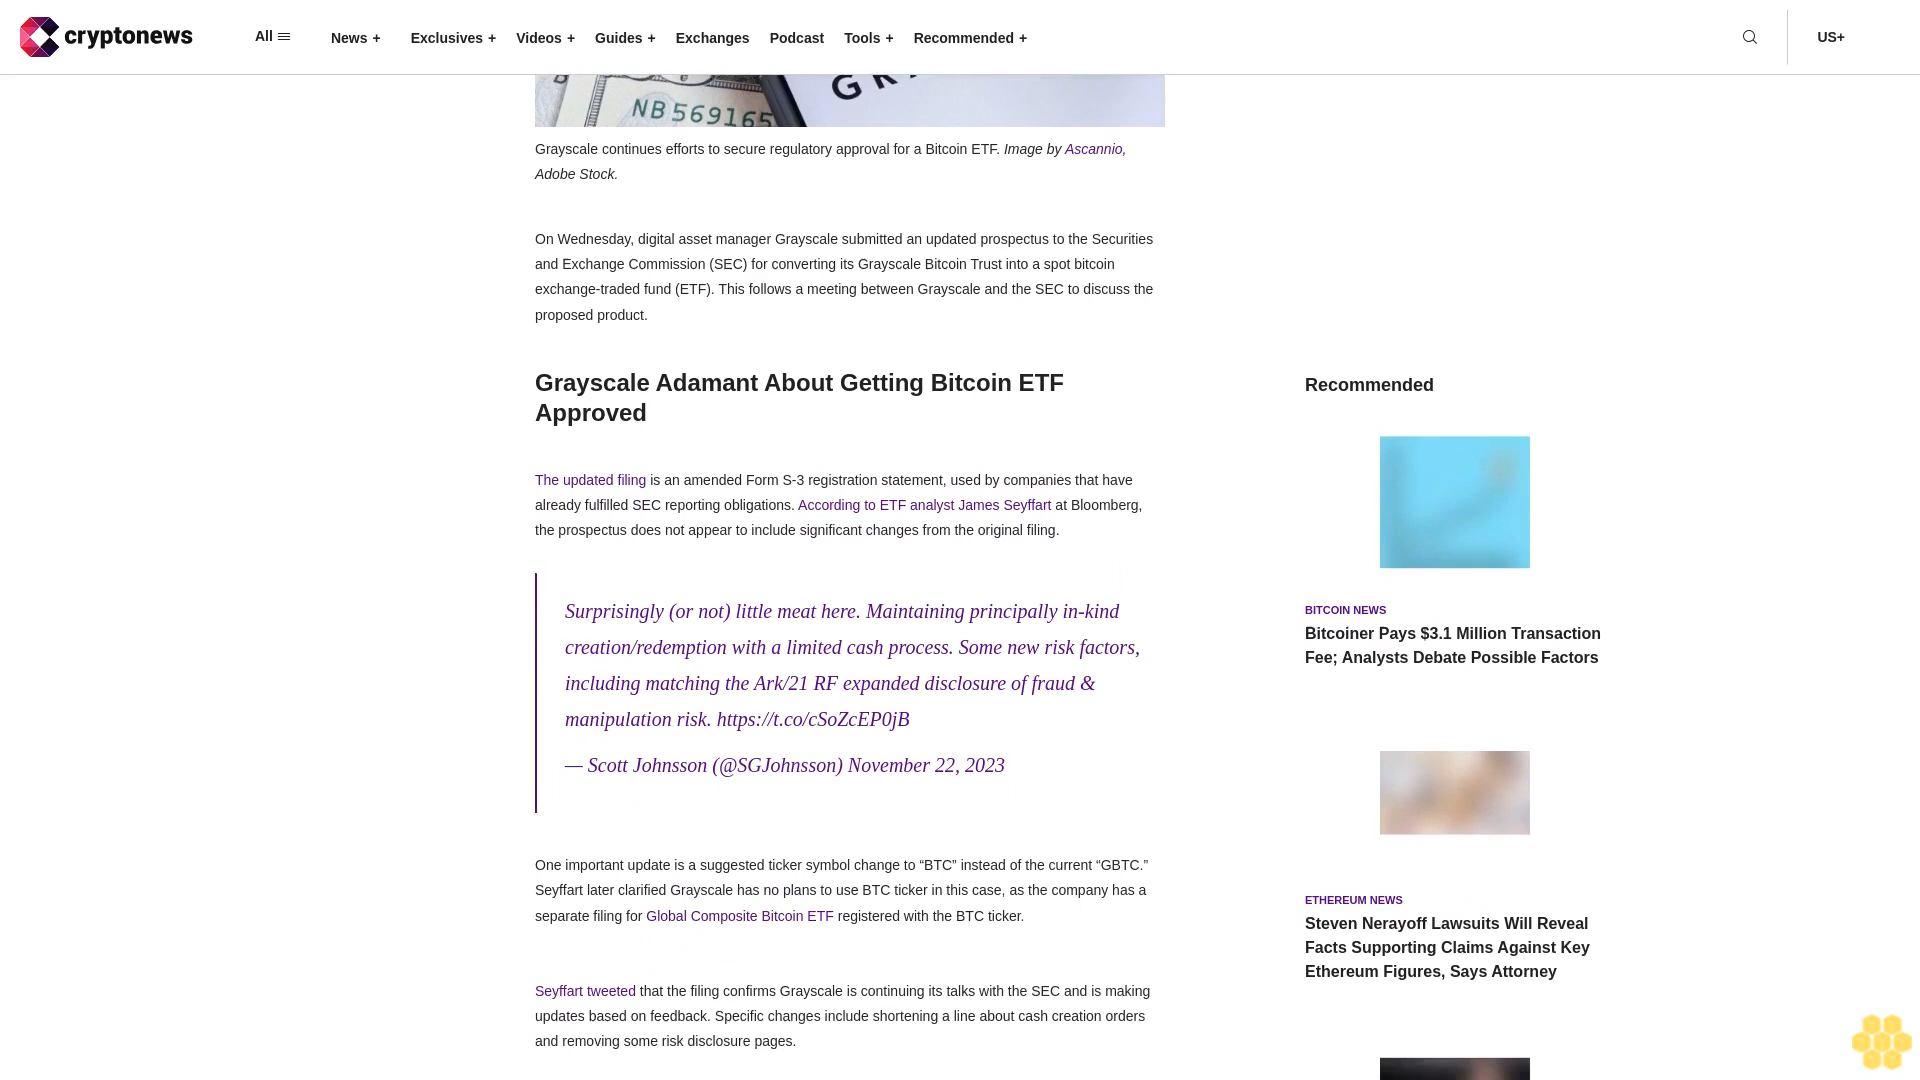 cryptonews
All
News +
Exclusives +
Videos +
Guides +
Exchanges
Podcast
Tools +
Recommended +
US+
NB569165
Grayscale continues efforts to secure regulatory approval for a Bitcoin ETF. Image by Ascannio,
Adobe Stock.
On Wednesday, digital asset manager Grayscale submitted an updated prospectus to the Securities
and Exchange Commission (SEC) for converting its Grayscale Bitcoin Trust into a spot bitcoin
exchange-traded fund (ETF). This follows a meeting between Grayscale and the SEC to discuss the
proposed product.
Grayscale Adamant About Getting Bitcoin ETF
Approved
The updated filing is an amended Form S-3 registration statement, used by companies that have
already fulfilled SEC reporting obligations. According to ETF analyst James Seyffart at Bloomberg,
the prospectus does not appear to include significant changes from the original filing.
Surprisingly (or not) little meat here. Maintaining principally in-kind
creation/redemption with a limited cash process. Some new risk factors,
including matching the Ark/21 RF expanded disclosure of fraud &
manipulation risk. https://t.co/cSoZcEP0jB
— Scott Johnsson (@SGJohnsson) November 22, 2023
One important update is a suggested ticker symbol change to “BTC” instead of the current “GBTC.”
Seyffart later clarified Grayscale has no plans to use BTC ticker in this case, as the company has a
separate filing for Global Composite Bitcoin ETF registered with the BTC ticker.
Seyffart tweeted that the filing confirms Grayscale is continuing its talks with the SEC and is making
updates based on feedback. Specific changes include shortening a line about cash creation orders
and removing some risk disclosure pages.
Recommended
BITCOIN NEWS
Bitcoiner Pays $3.1 Million Transaction
Fee; Analysts Debate Possible Factors
ETHEREUM NEWS
Steven Nerayoff Lawsuits Will Reveal
Facts Supporting Claims Against Key
Ethereum Figures, Says Attorney